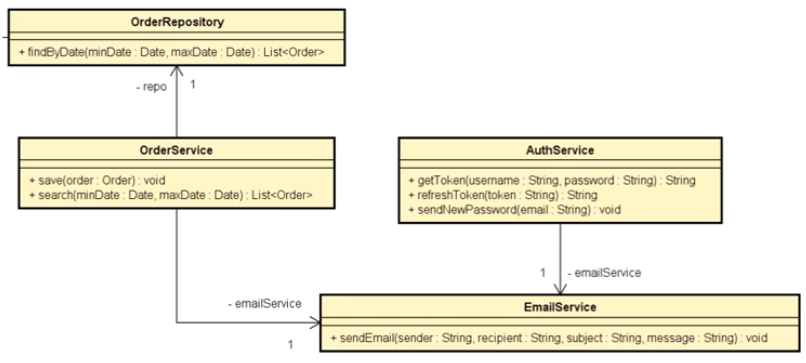 OrderRepository
+ findByDate(minDate : Date, maxDate : Date) : List<Order>
- repo
1
OrderService
+ save(order : Order) : void
+ search(minDate : Date, maxDate : Date) : List<Order>
AuthService
+ getToken(username : String, password : String) : String
+ refreshToken(token : String) : String
+ sendNewPassword(email : String) : void
1
- emailService
- emailService
1
EmailService
+ sendEmail(sender : String, recipient : String, subject : String, message : String) : void